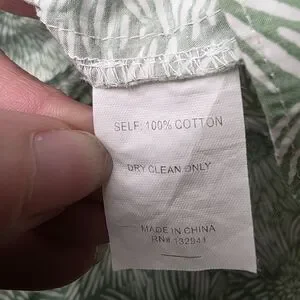 SELF: 100% COTTON
DRY CLEAN ONLY
MADE IN CHINA
RN# 132941